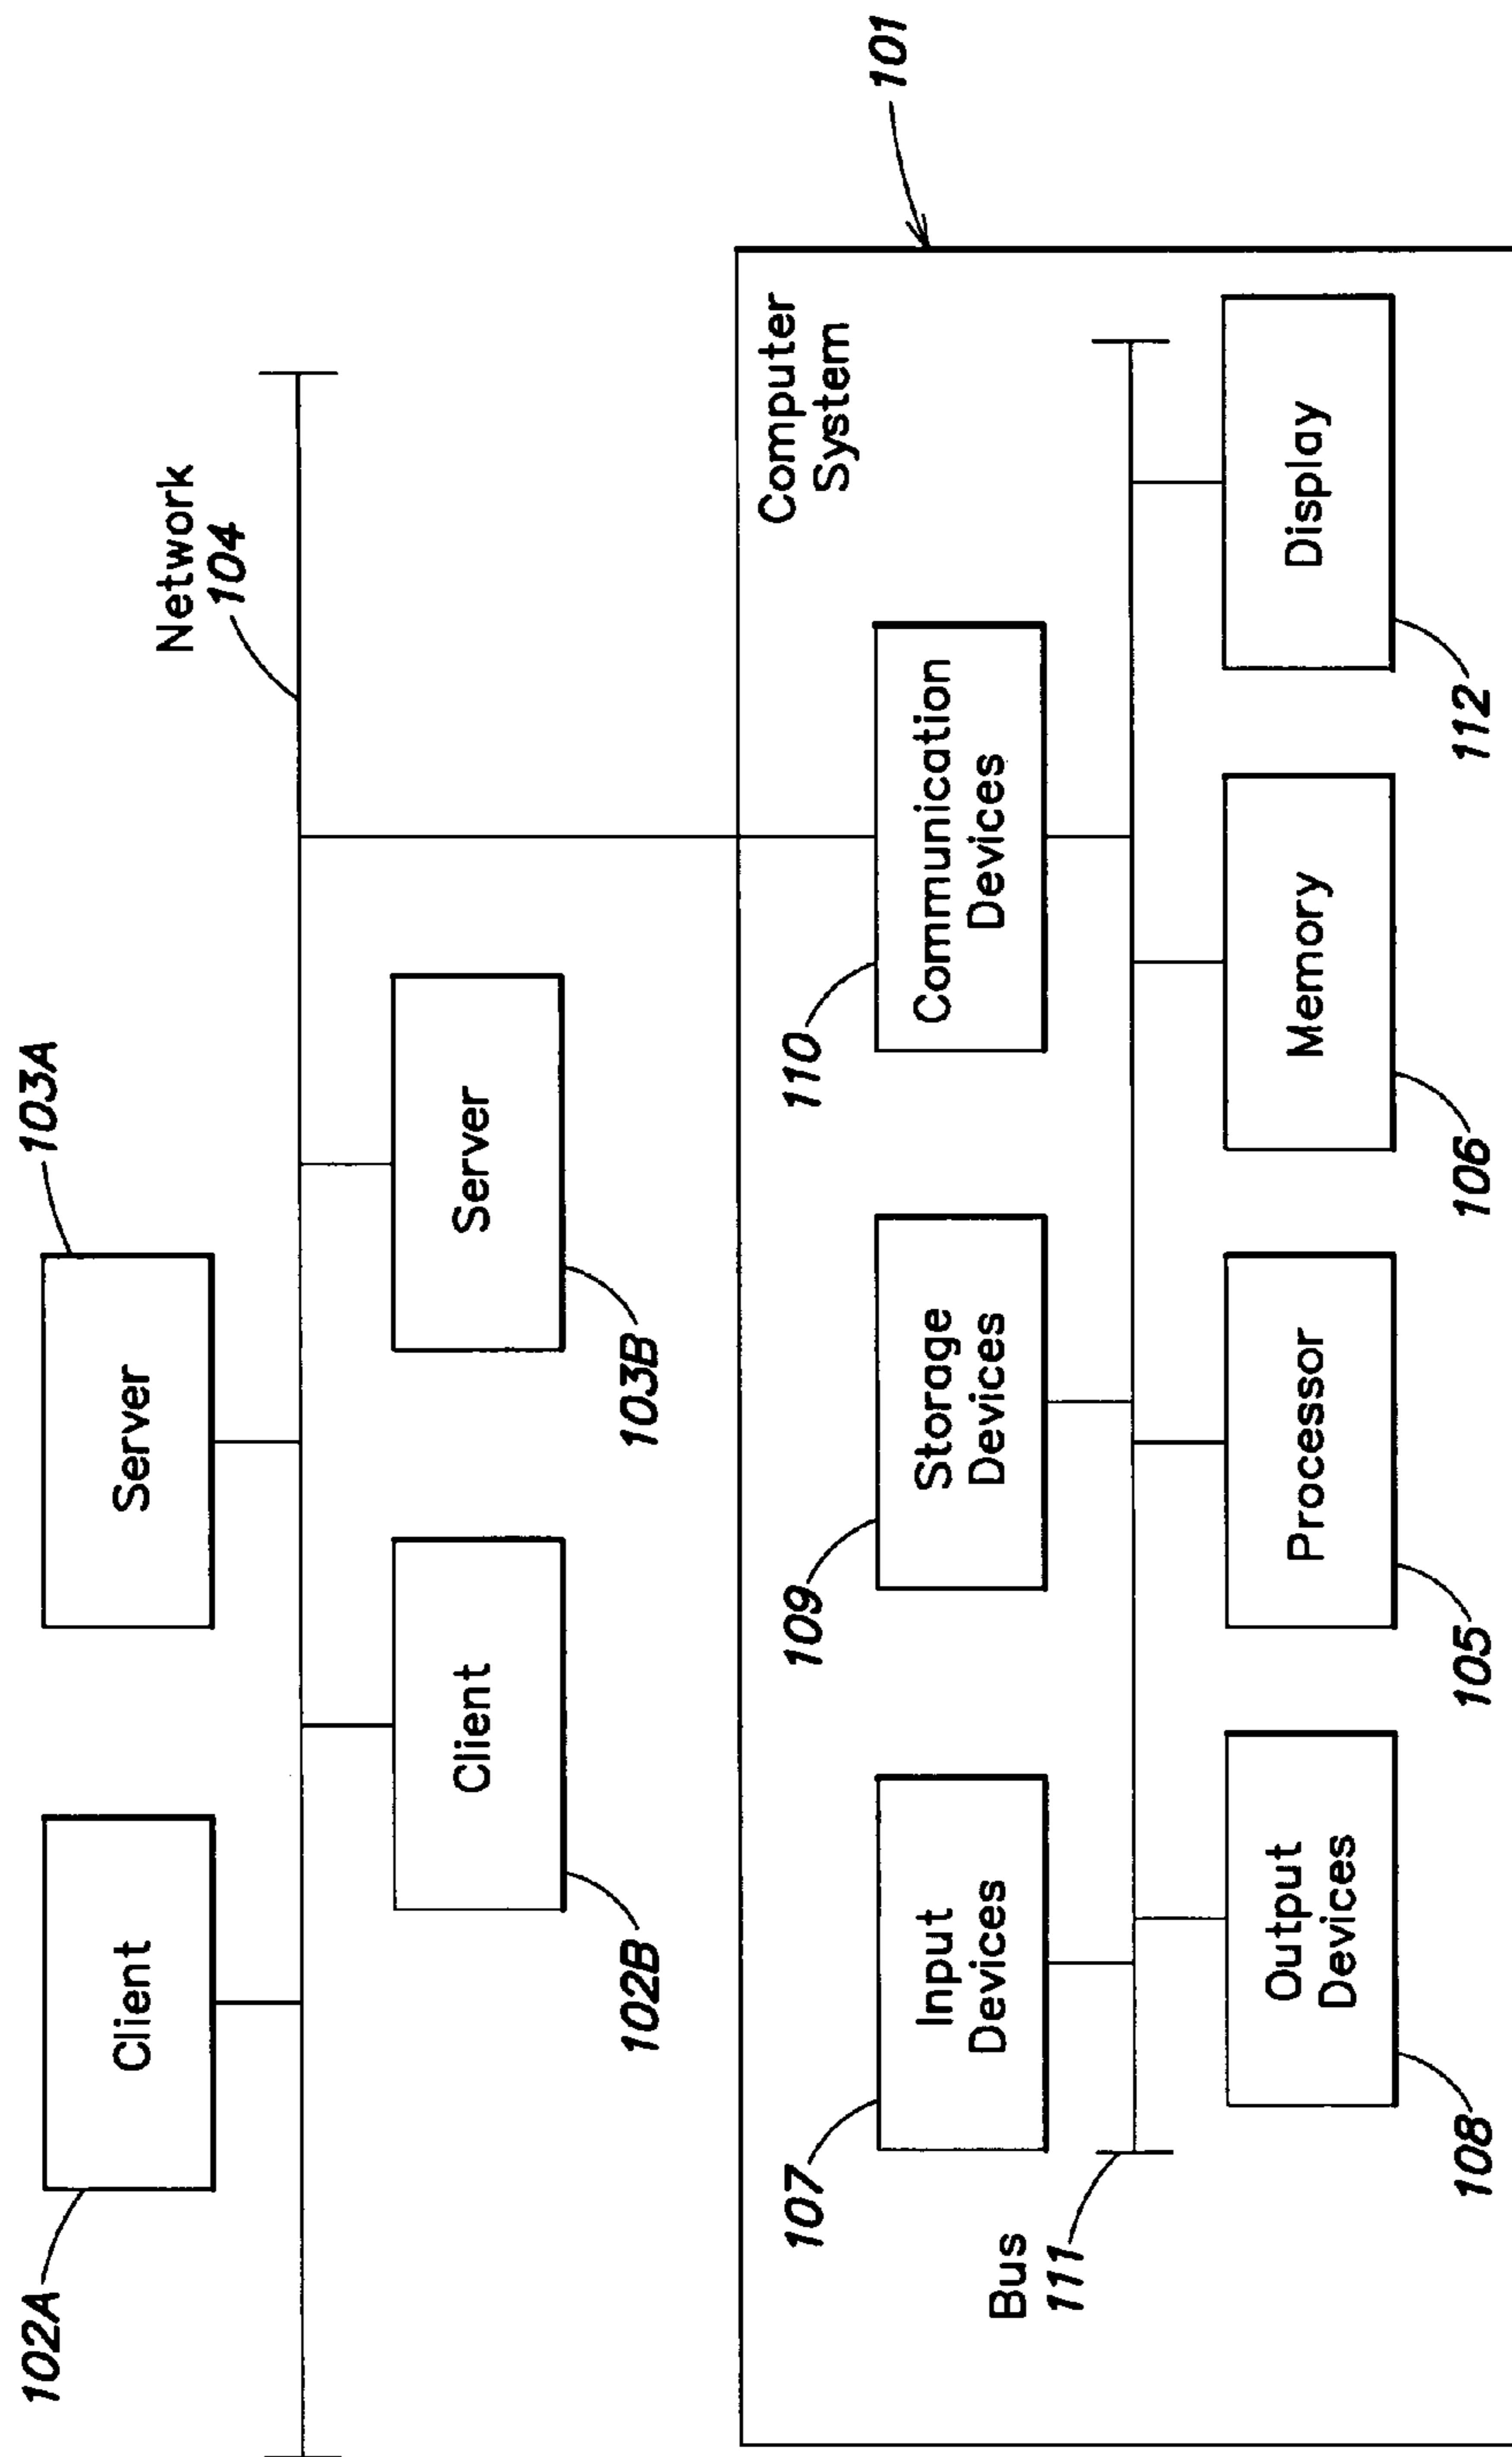 102A
Client
Server
103A
Network
104
Client
102B
Server
103B
Computer
System
101
107
Input
Devices
109
Storage
Devices
110
Communication
Devices
Bus
111
Output
Devices
108
Processor
105
Memory
106
Display
112